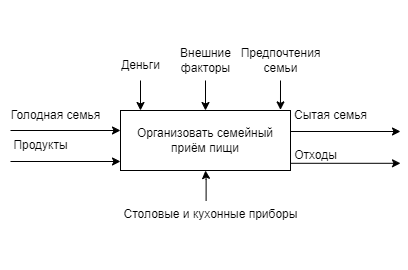 Деньги
Внешние
факторы
Предпочтения
семьи
Голодная семья
Продукты
Организовать семейный
приём пищи
Сытая семья
Отходы
Столовые и кухонные приборы